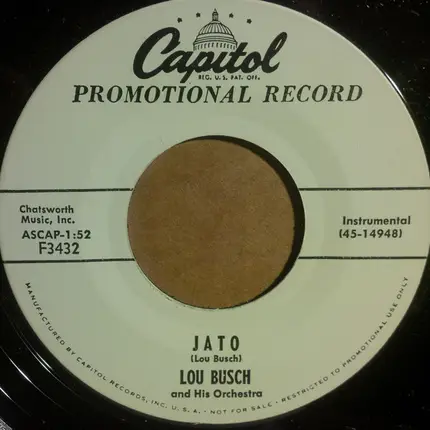 Capitol
REG. U. S. PAT. OFF.
PROMOTIONAL RECORD
Chatsworth
Music, Inc.
ASCAP-1:52
F3432
Instrumental
(45-14948)
JATO
(Lou Busch)
LOU BUSCH
and His Orchestra
MANUFACTURED BY CAPITOL RECORDS, INC. U. S. A. • NOT FOR SALE • RESTRICTED TO PROMOTIONAL USE ONLY